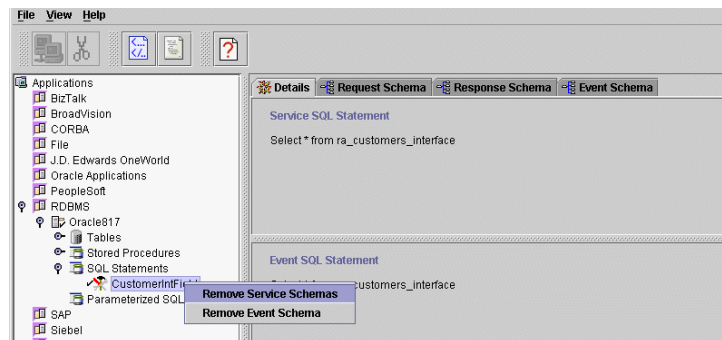 File View Help
Applications
BizTalk
BroadVision
CORBA
File
J.D. Edwards OneWorld
Oracle Applications
PeopleSoft
RDBMS
Oracle817
Tables
Stored Procedures
SQL Statements
CustomerIntFi
Parameterized SQL
SAP
Siebel
Remove Service Schemas
Remove Event Schema
Details Request Schema Response Schema Event Schema
Service SQL Statement
Select * from ra_customers_interface
Event SQL Statement
customers_interface